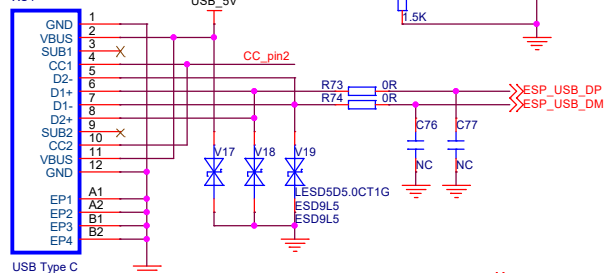 USB_5V
1.5K
GND 1
VBUS 2
SUB1 3
CC1 4
CC_pin2
D2- 5
D1+ 6
R73 0R
ESP_USB_DP
D1- 7
R74 0R
ESP_USB_DM
D2+ 8
SUB2 9
C76 C77
CC2 10
VBUS 11
V17 V18 V19
GND 12
NC NC
EP1 A1
LESD5D5.0CT1G
EP2 A2
ESD9L5
EP3 B1
ESD9L5
EP4 B2
USB Type C